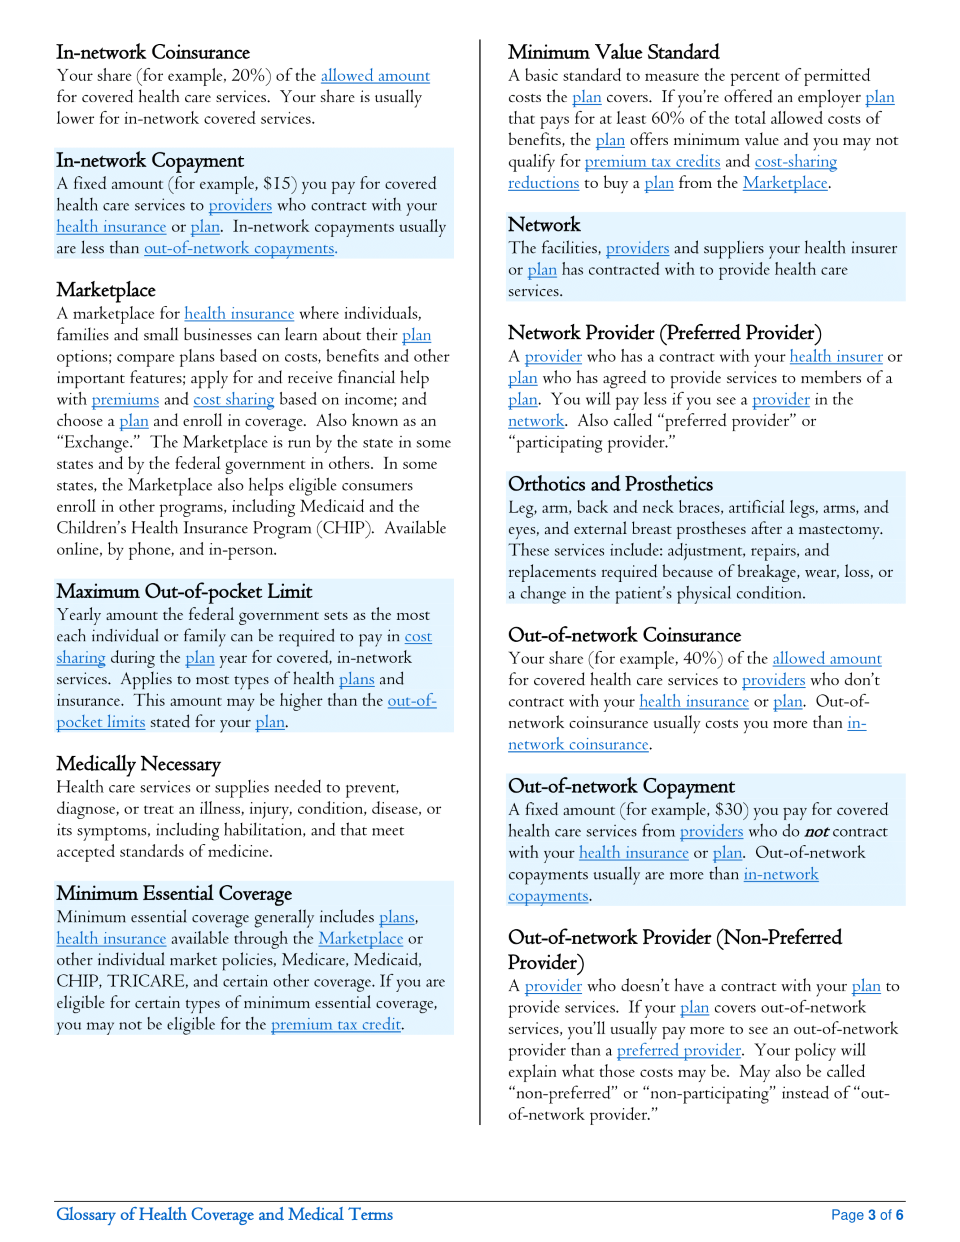 In-network Coinsurance
Your share (for example, 20%) of the allowed amount
for covered health care services.  Your share is usually
lower for in-network covered services.
In-network Copayment
A fixed amount (for example, $15) you pay for covered
health care services to providers who contract with your
health insurance or plan.  In-network copayments usually
are less than out-of-network copayments.
Marketplace
A marketplace for health insurance where individuals,
families and small businesses can learn about their plan
options; compare plans based on costs, benefits and other
important features; apply for and receive financial help
with premiums and cost sharing based on income; and
choose a plan and enroll in coverage.  Also known as an
“Exchange.”  The Marketplace is run by the state in some
states and by the federal government in others.  In some
states, the Marketplace also helps eligible consumers
enroll in other programs, including Medicaid and the
Children’s Health Insurance Program (CHIP).  Available
online, by phone, and in-person.
Maximum Out-of-pocket Limit
Yearly amount the federal government sets as the most
each individual or family can be required to pay in cost
sharing during the plan year for covered, in-network
services.  Applies to most types of health plans and
insurance.  This amount may be higher than the out-of-
pocket limits stated for your plan.
Medically Necessary
Health care services or supplies needed to prevent,
diagnose, or treat an illness, injury, condition, disease, or
its symptoms, including habilitation, and that meet
accepted standards of medicine.
Minimum Essential Coverage
Minimum essential coverage generally includes plans,
health insurance available through the Marketplace or
other individual market policies, Medicare, Medicaid,
CHIP, TRICARE, and certain other coverage. If you are
eligible for certain types of minimum essential coverage,
you may not be eligible for the premium tax credit.
Minimum Value Standard
A basic standard to measure the percent of permitted
costs the plan covers.  If you’re offered an employer plan
that pays for at least 60% of the total allowed costs of
benefits, the plan offers minimum value and you may not
qualify for premium tax credits and cost-sharing
reductions to buy a plan from the Marketplace.
Network
The facilities, providers and suppliers your health insurer
or plan has contracted with to provide health care
services.
Network Provider (Preferred Provider)
A provider who has a contract with your health insurer or
plan who has agreed to provide services to members of a
plan.  You will pay less if you see a provider in the
network.  Also called “preferred provider” or
“participating provider.”
Orthotics and Prosthetics
Leg, arm, back and neck braces, artificial legs, arms, and
eyes, and external breast prostheses after a mastectomy.
These services include: adjustment, repairs, and
replacements required because of breakage, wear, loss, or
a change in the patient’s physical condition.
Out-of-network Coinsurance
Your share (for example, 40%) of the allowed amount
for covered health care services to providers who don’t
contract with your health insurance or plan.  Out-of-
network coinsurance usually costs you more than in-
network coinsurance.
Out-of-network Copayment
A fixed amount (for example, $30) you pay for covered
health care services from providers who do not contract
with your health insurance or plan.  Out-of-network
copayments usually are more than in-network
copayments.
Out-of-network Provider (Non-Preferred
Provider)
A provider who doesn’t have a contract with your plan to
provide services.  If your plan covers out-of-network
services, you’ll usually pay more to see an out-of-network
provider than a preferred provider.  Your policy will
explain what those costs may be.  May also be called
“non-preferred” or “non-participating” instead of “out-
of-network provider.”
Glossary of Health Coverage and Medical Terms
Page 3 of 6